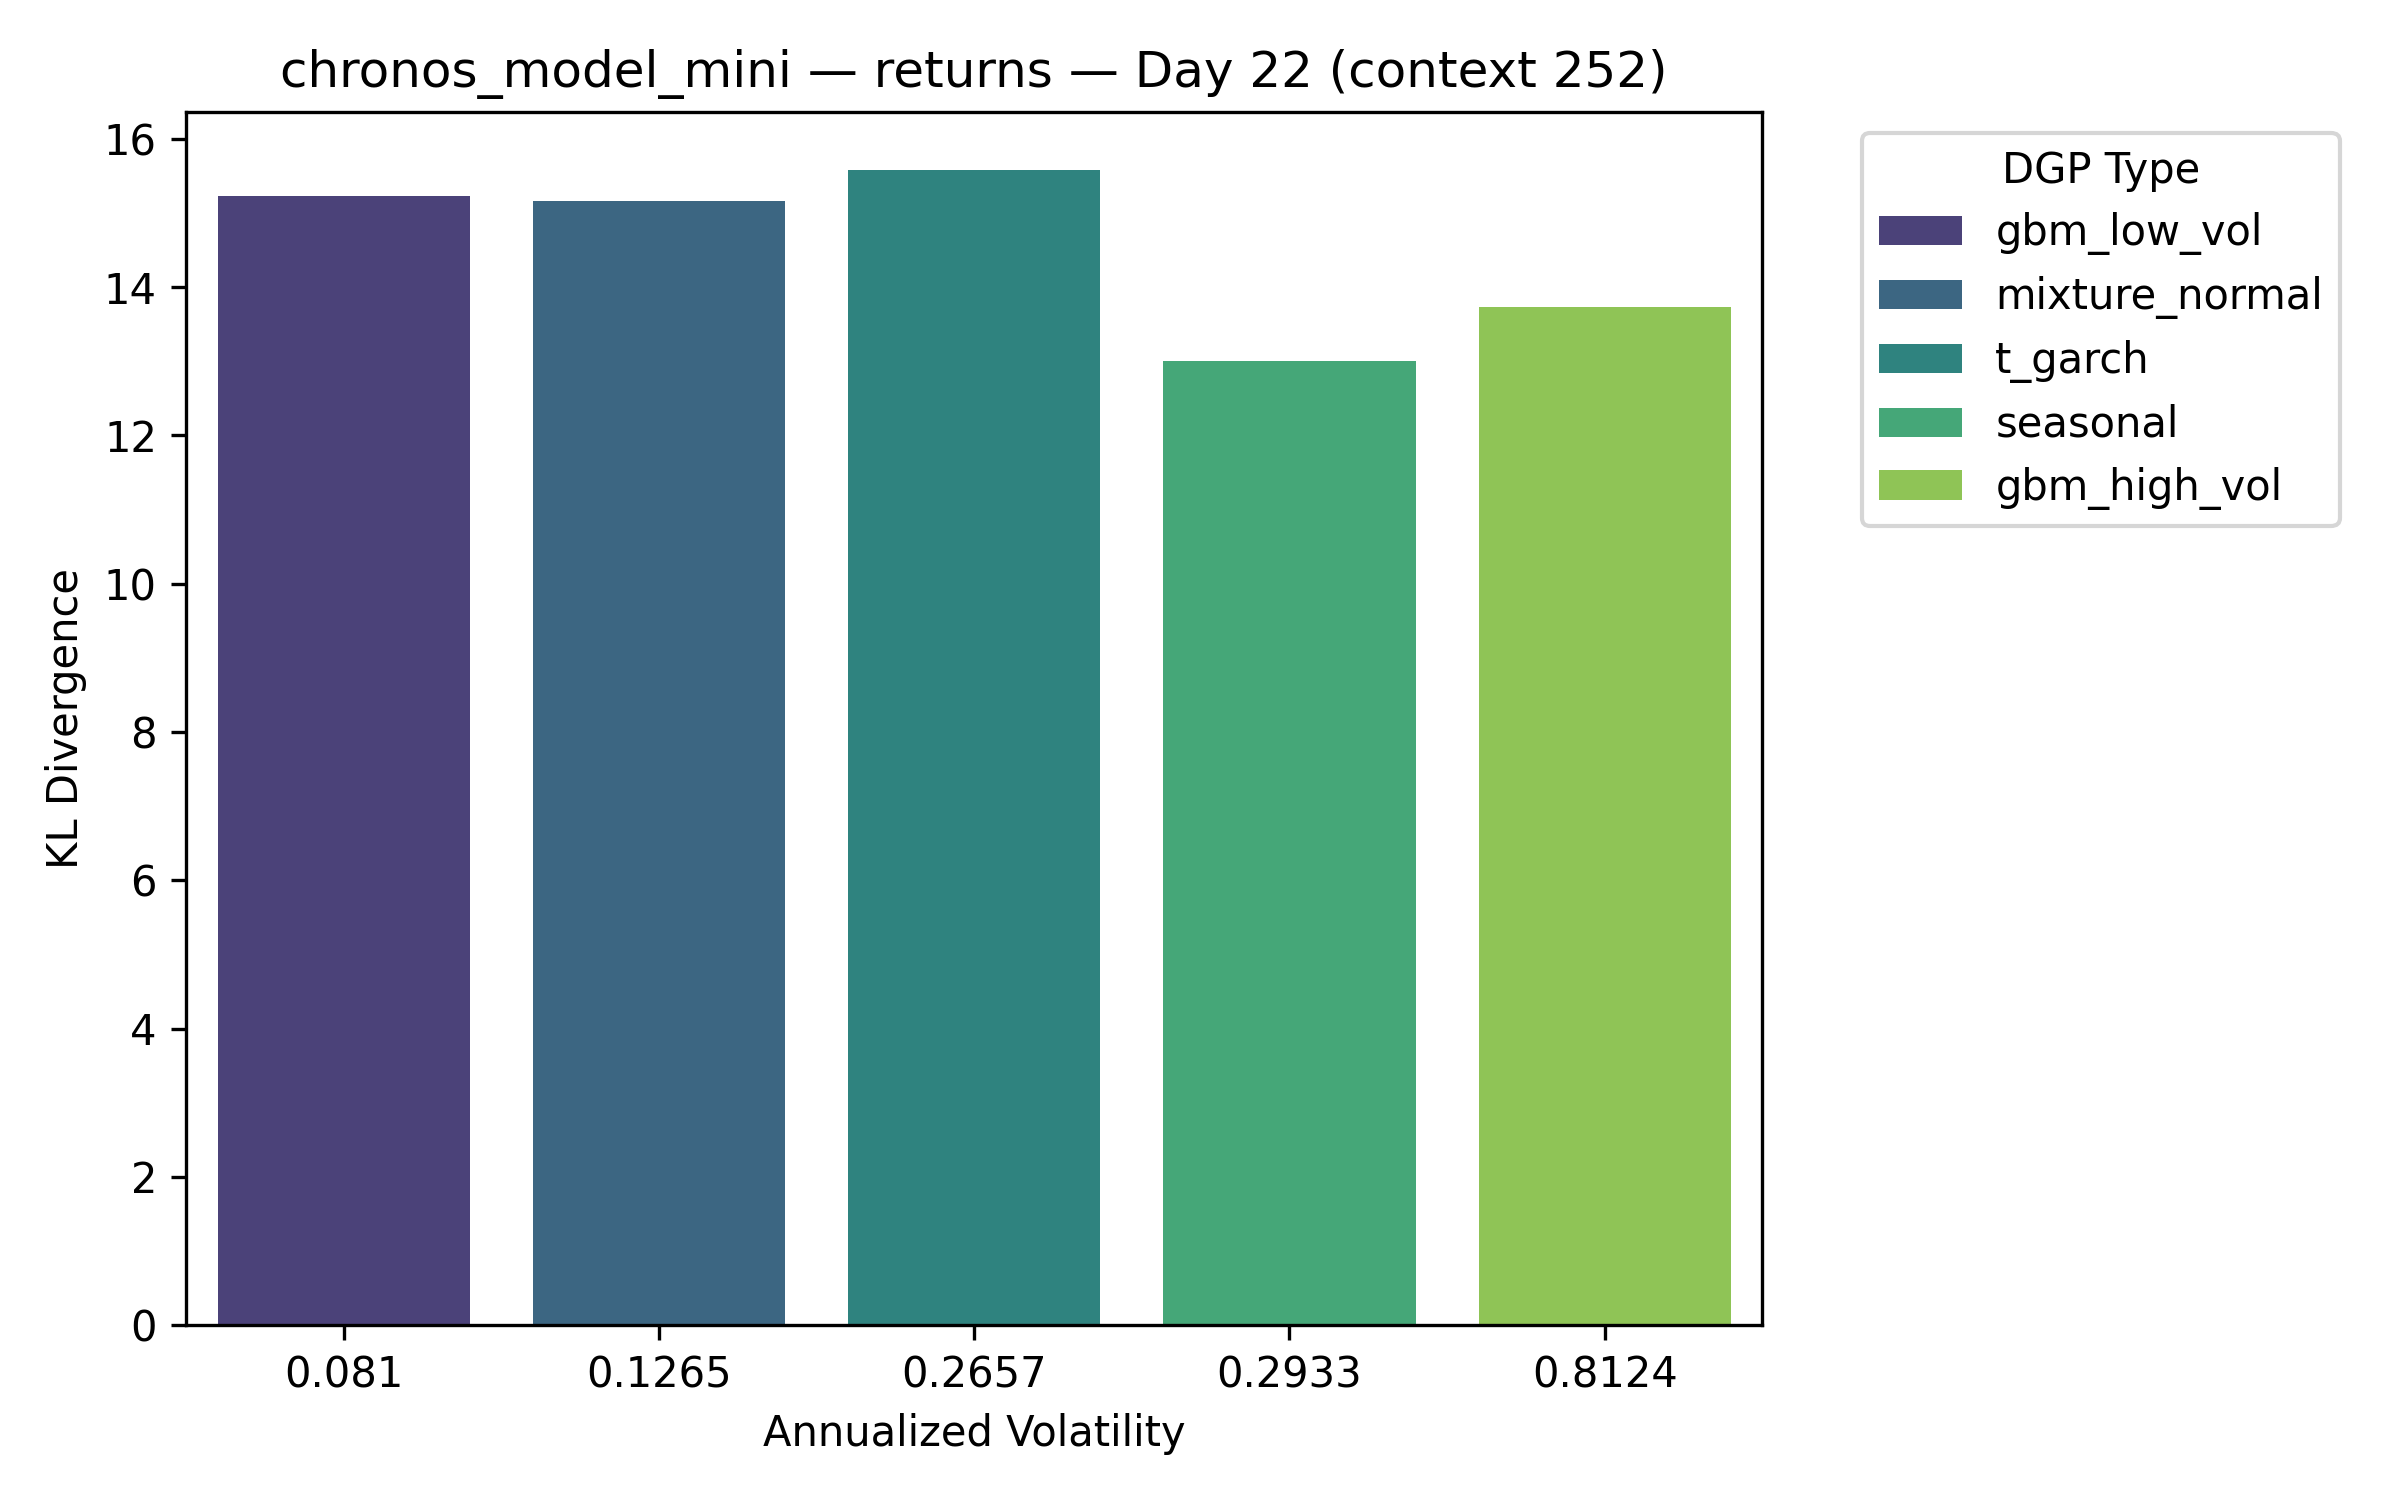 chronos_model_mini — returns — Day 22 (context 252)
16
14
12
10
8
6
4
2
0
KL Divergence
0.081 0.1265 0.2657 0.2933 0.8124
Annualized Volatility
DGP Type
gbm_low_vol
mixture_normal
t_garch
seasonal
gbm_high_vol